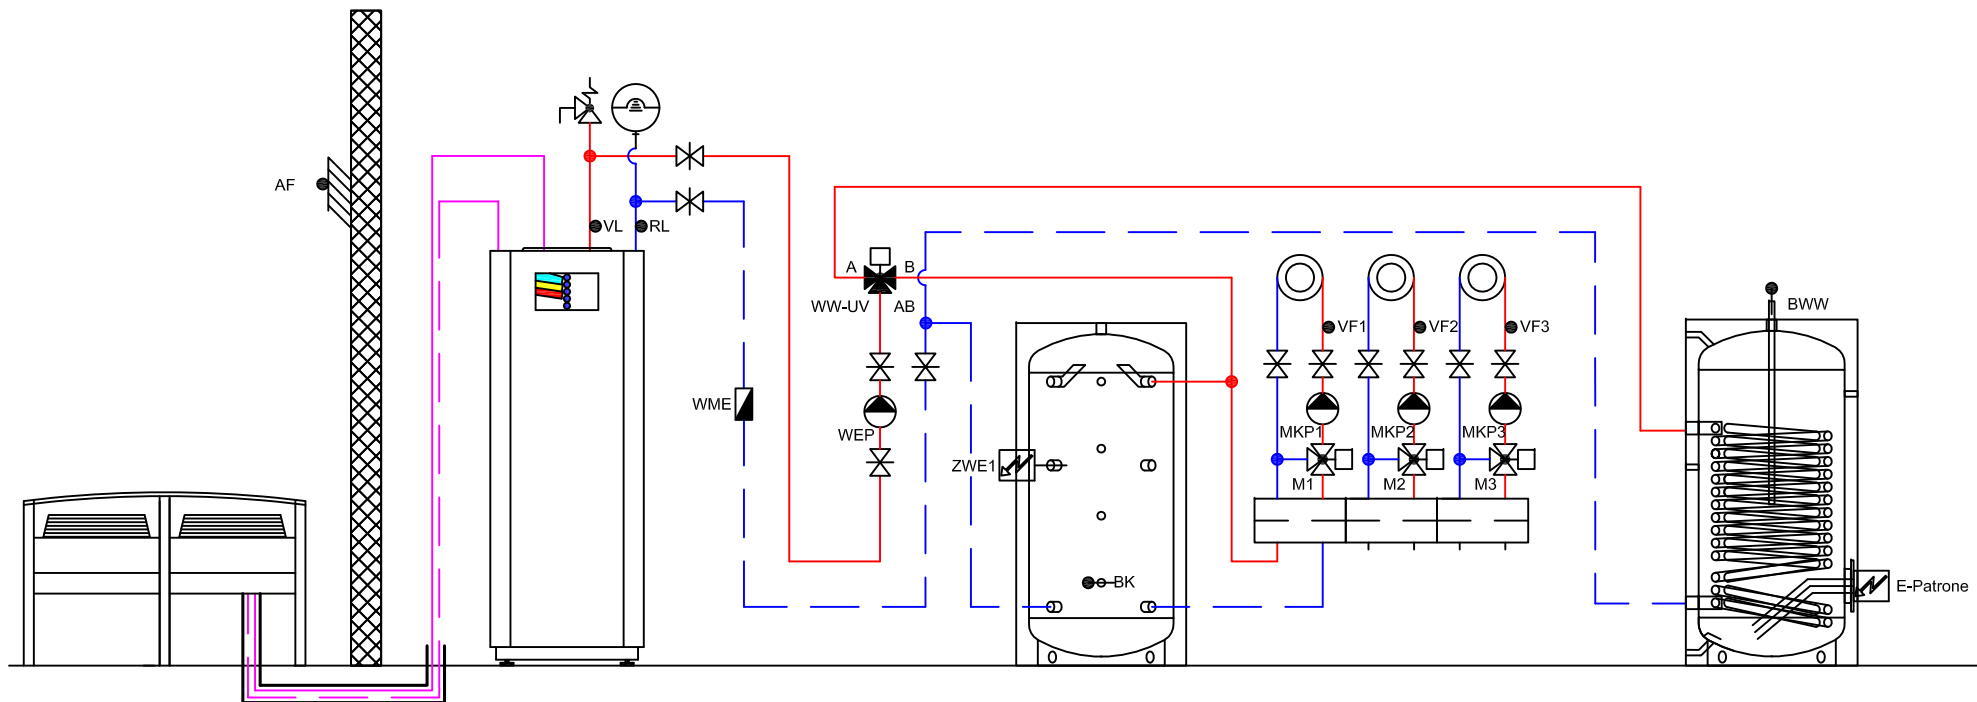 AF
VL
RL
A
B
WW-UV
AB
WME
WEP
ZWE1
BK
VF1
VF2
VF3
MKP1
MKP2
MKP3
M1
M2
M3
BWW
E-Patrone